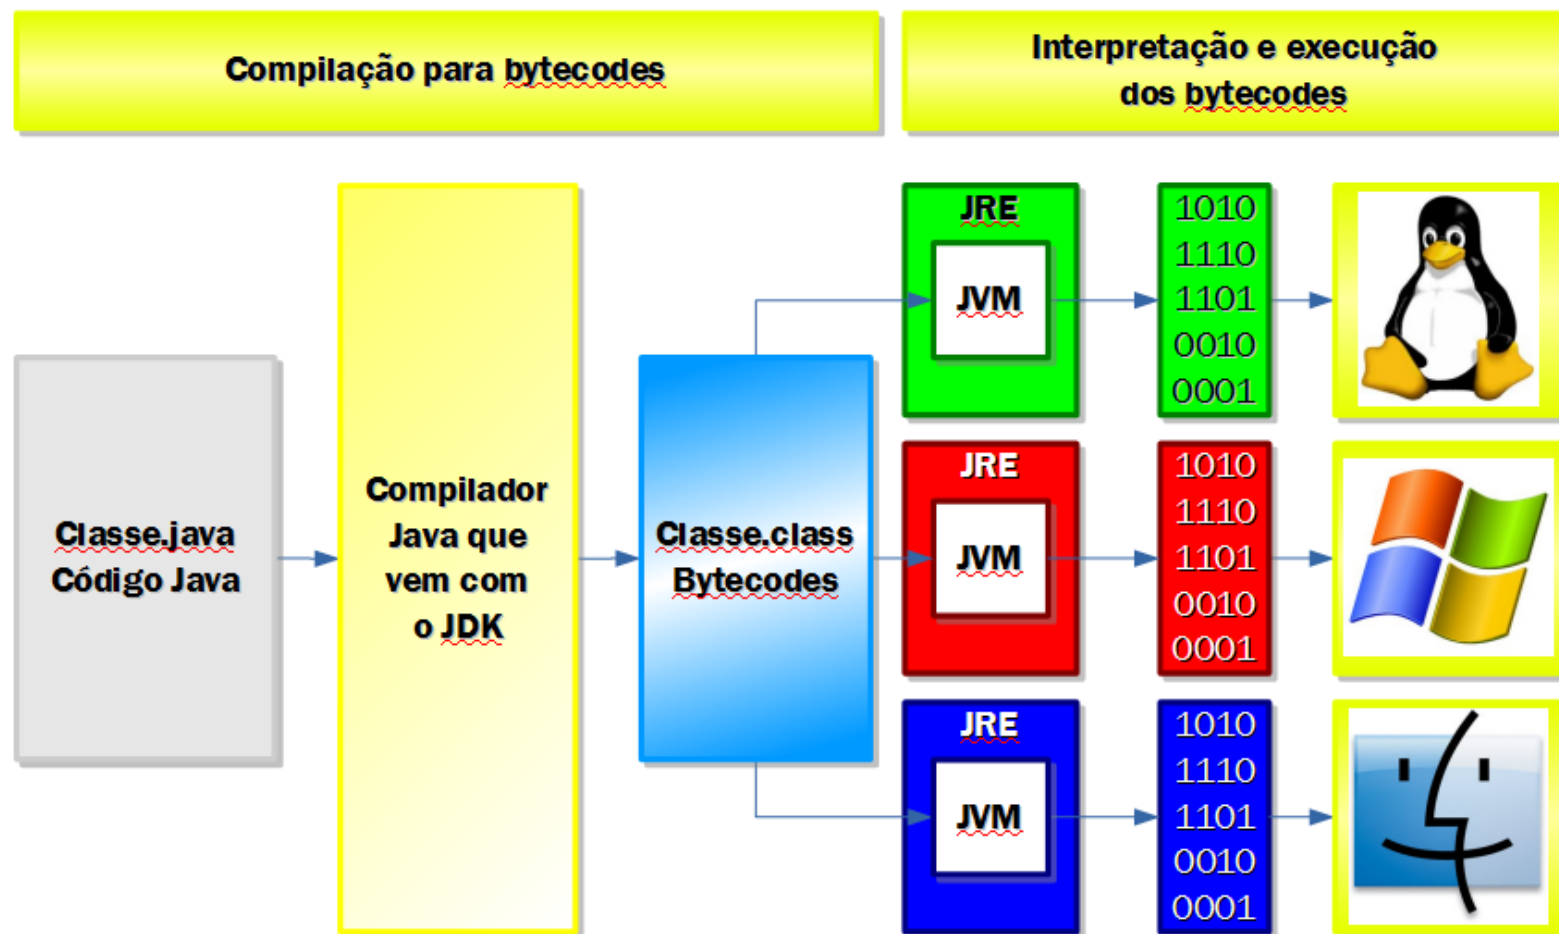 Compilação para bytecodes
Interpretação e execução
dos bytecodes
Classe.java
Código Java
Compilador
Java que
vem com
o JDK
Classe.class
Bytecodes
JRE
JVM
1010
1110
1101
0010
0001
JRE
JVM
1010
1110
1101
0010
0001
JRE
JVM
1010
1110
1101
0010
0001